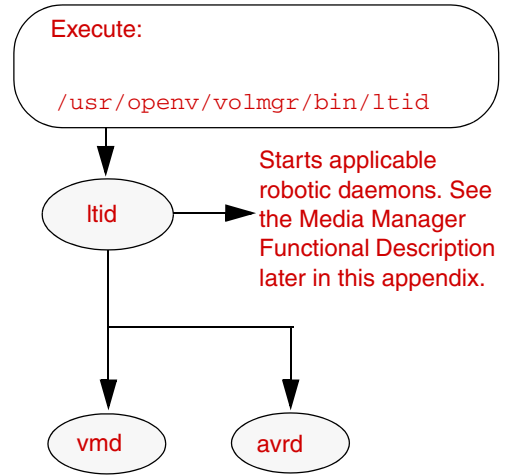 Execute:
/usr/openv/volmgr/bin/ltid
Starts applicable
robotic daemons. See
the Media Manager
Functional Description
later in this appendix.
ltid
vmd
avrd